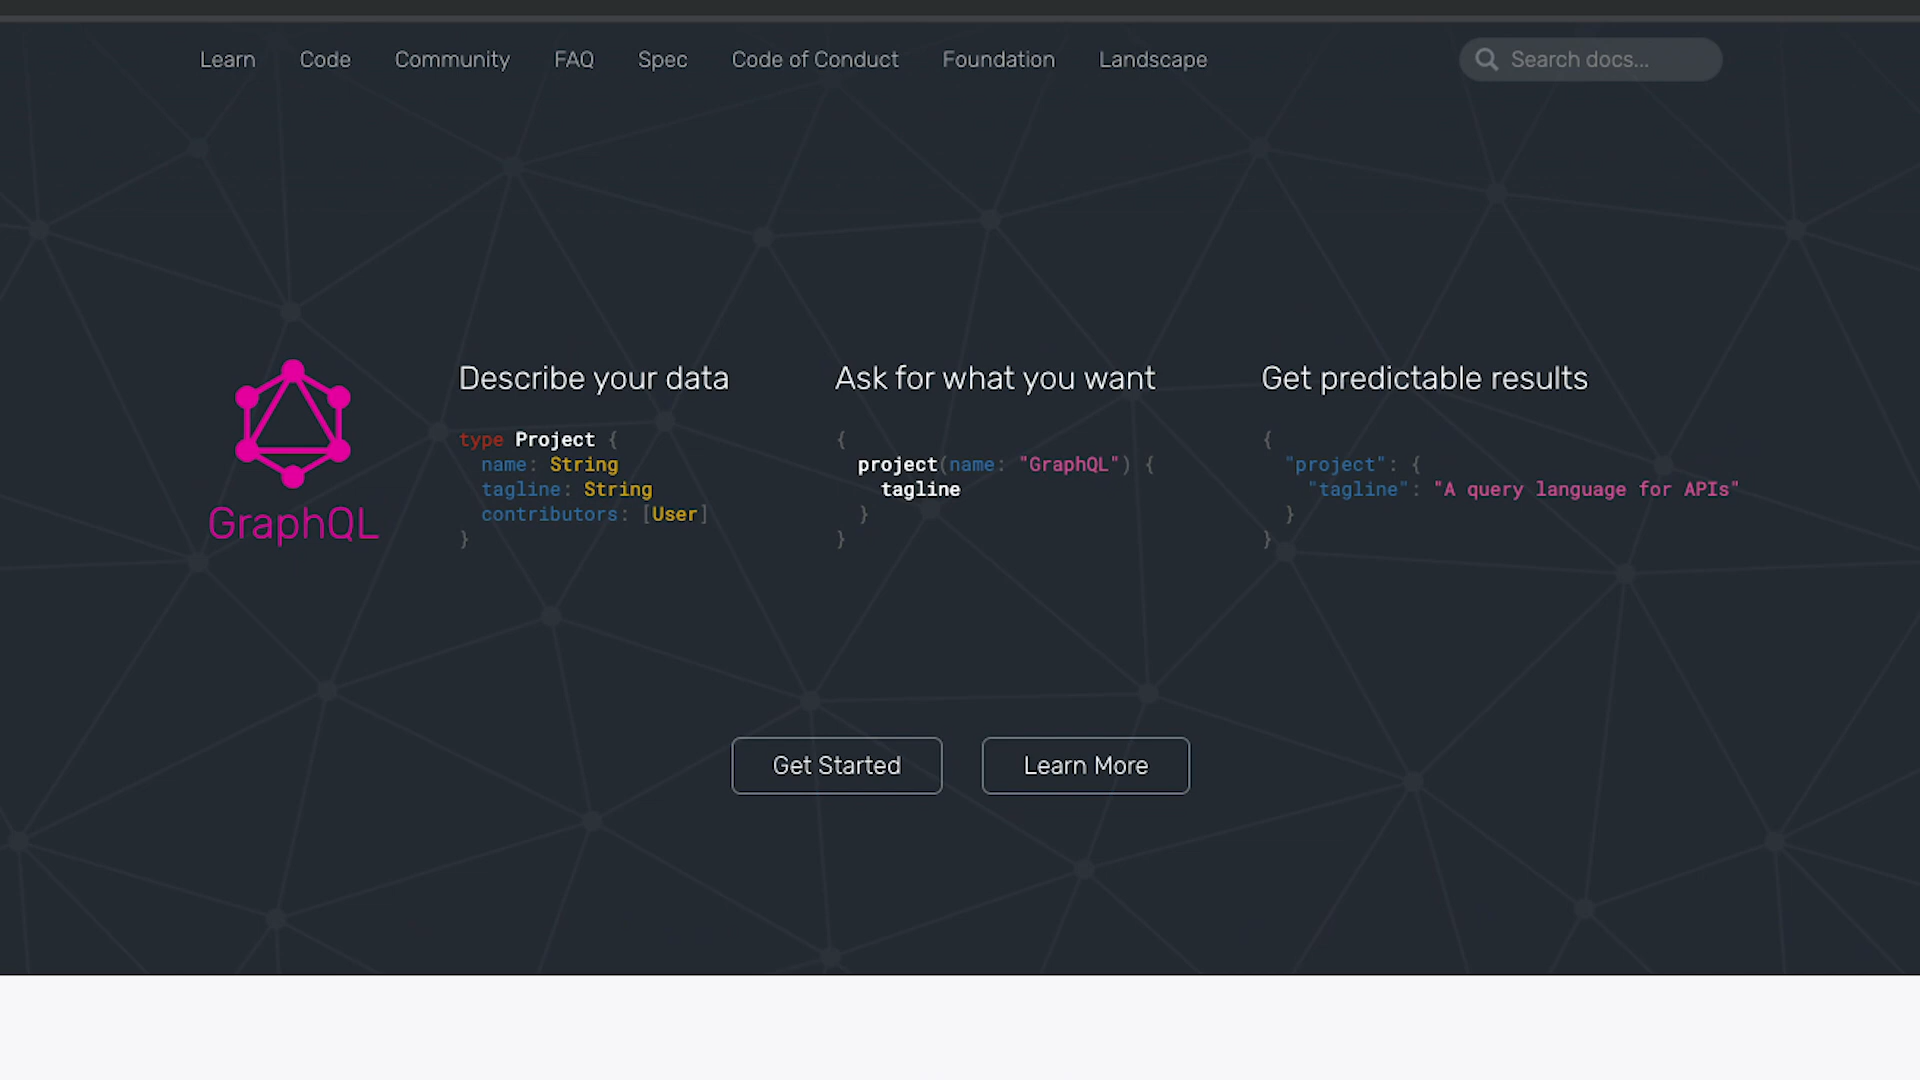 Learn Code Community FAQ Spec Code of Conduct Foundation Landscape Search docs...
GraphQL
Describe your data
type Project {
  name: String
  tagline: String
  contributors: [User]
}
Ask for what you want
{
  project(name: "GraphQL") {
    tagline
  }
}
Get predictable results
{
  "project": {
    "tagline": "A query language for APIs"
  }
}
Get Started Learn More